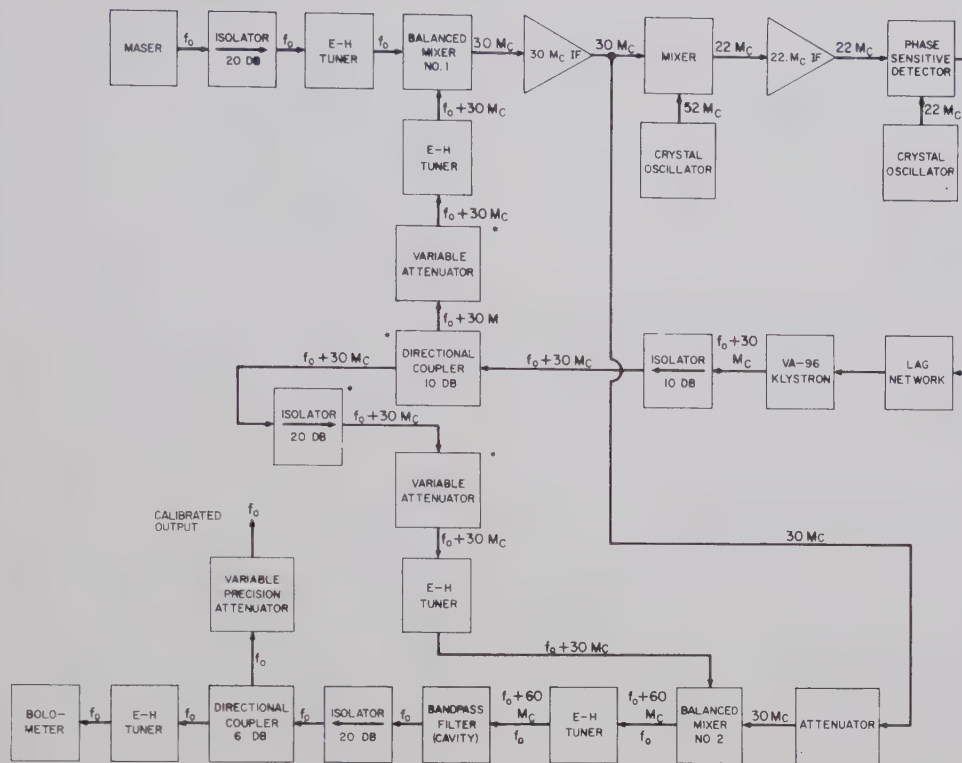 MASER
f₀
ISOLATOR
20 DB
f₀
E-H
TUNER
f₀
BALANCED
MIXER
NO. 1
30 MC
30 MC IF
30 MC
MIXER
22 MC
22. MC IF
22 MC
PHASE
SENSITIVE
DETECTOR
f₀+30 MC
52 MC
22 MC
E-H
TUNER
CRYSTAL
OSCILLATOR
CRYSTAL
OSCILLATOR
f₀+30 MC
*
VARIABLE
ATTENUATOR
f₀+30 M
*
f₀+30 MC
DIRECTIONAL
COUPLER
10 DB
f₀+30 MC
ISOLATOR
10 DB
f₀+30
MC
VA-96
KLYSTRON
LAG
NETWORK
*
ISOLATOR
20 DB
f₀+30 MC
*
VARIABLE
ATTENUATOR
CALIBRATED
OUTPUT
f₀
f₀+30 MC
30 MC
VARIABLE
PRECISION
ATTENUATOR
E-H
TUNER
f₀
f₀+30 MC
BOLO-
METER
f₀
E-H
TUNER
f₀
DIRECTIONAL
COUPLER
6 DB
f₀
ISOLATOR
20 DB
f₀
BANDPASS
FILTER
(CAVITY)
f₀+60
MC
f₀
E-H
TUNER
f₀+60
MC
f₀
BALANCED
MIXER
NO 2
30 MC
ATTENUATOR